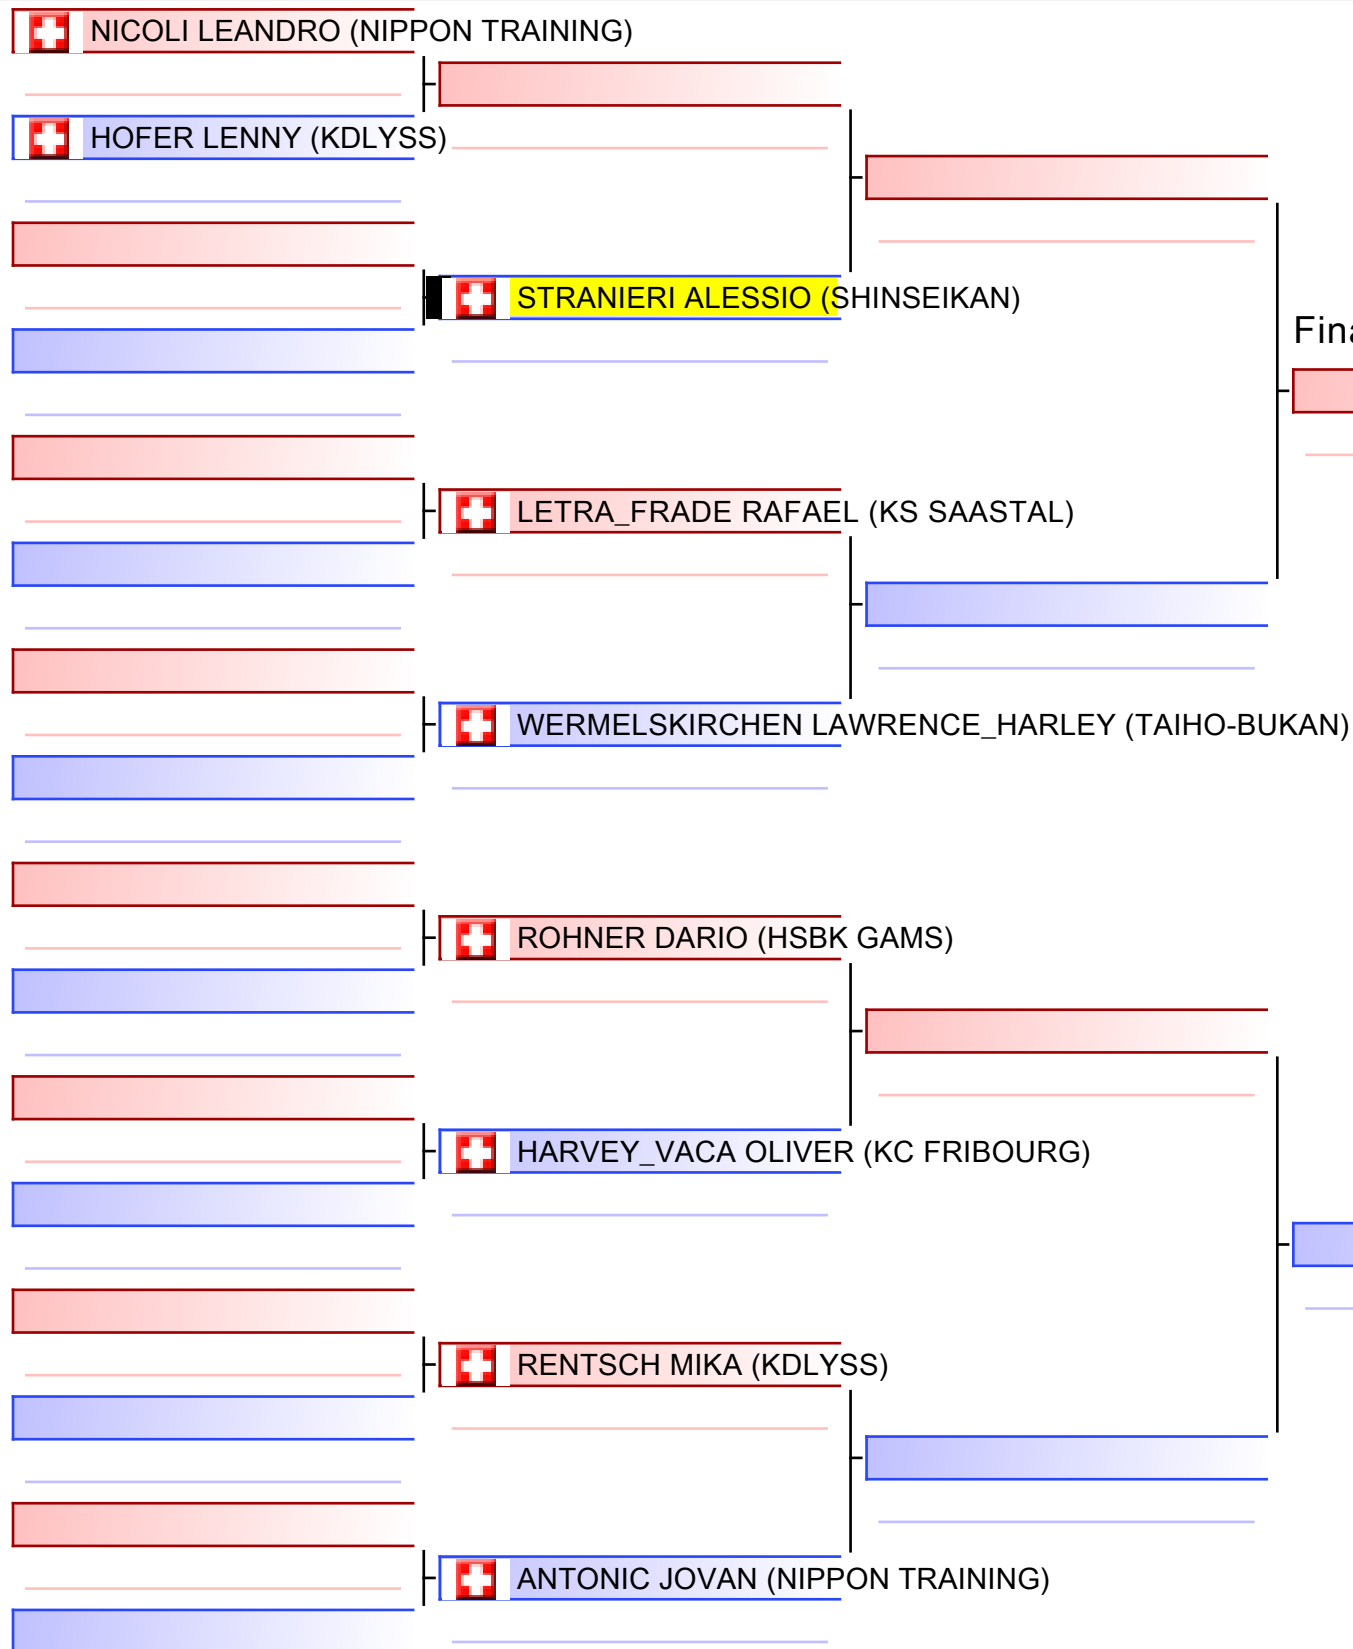 NICOLI LEANDRO (NIPPON TRAINING)
HOFER LENNY (KDLYSS)
STRANIERI ALESSIO (SHINSEIKAN)
Fina
LETRA_FRADE RAFAEL (KS SAASTAL)
WERMELSKIRCHEN LAWRENCE_HARLEY (TAIHO-BUKAN)
ROHNER DARIO (HSBK GAMS)
HARVEY_VACA OLIVER (KC FRIBOURG)
RENTSCH MIKA (KDLYSS)
ANTONIC JOVAN (NIPPON TRAINING)